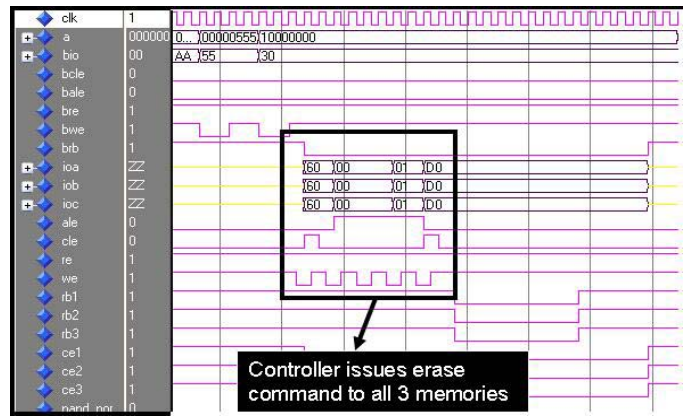 clk 1
a 000000 0... 00000555 10000000
bio 00 AA 55 30
bcle 0
bale 0
bre 1
bwe 1
brb 1
ioa ZZ 60 00 01 D0
iob ZZ 60 00 01 D0
ioc ZZ 60 00 01 D0
ale 0
cle 0
re 1
we 1
rb1 1
rb2 1
rb3 1
ce1 1
ce2 1
ce3 1
nand_nor 0
Controller issues erase
command to all 3 memories